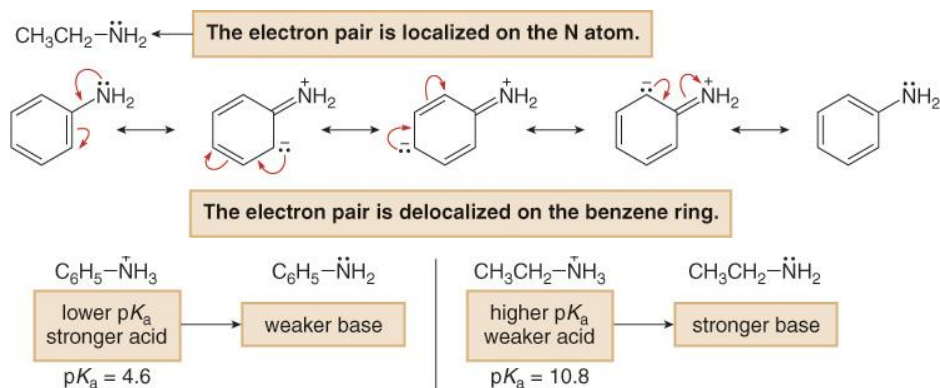 CH₃CH₂–N̈H₂
The electron pair is localized on the N atom.
N̈H₂
+
NH₂
+
NH₂
+
NH₂
N̈H₂
The electron pair is delocalized on the benzene ring.
C₆H₅–N⁺H₃
C₆H₅–N̈H₂
CH₃CH₂–N⁺H₃
CH₃CH₂–N̈H₂
lower pKₐ
stronger acid
weaker base
higher pKₐ
weaker acid
stronger base
pKₐ = 4.6
pKₐ = 10.8